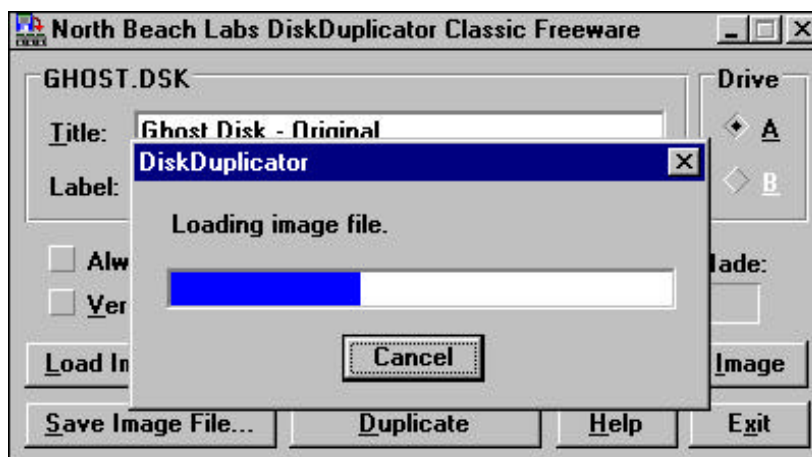 North Beach Labs DiskDuplicator Classic Freeware
GHOST.DSK
Drive
Title: Ghost Disk - Original
A
DiskDuplicator
Label:
B
Loading image file.
Cancel
Load
Image
Save Image File...
Duplicate
Help
Exit